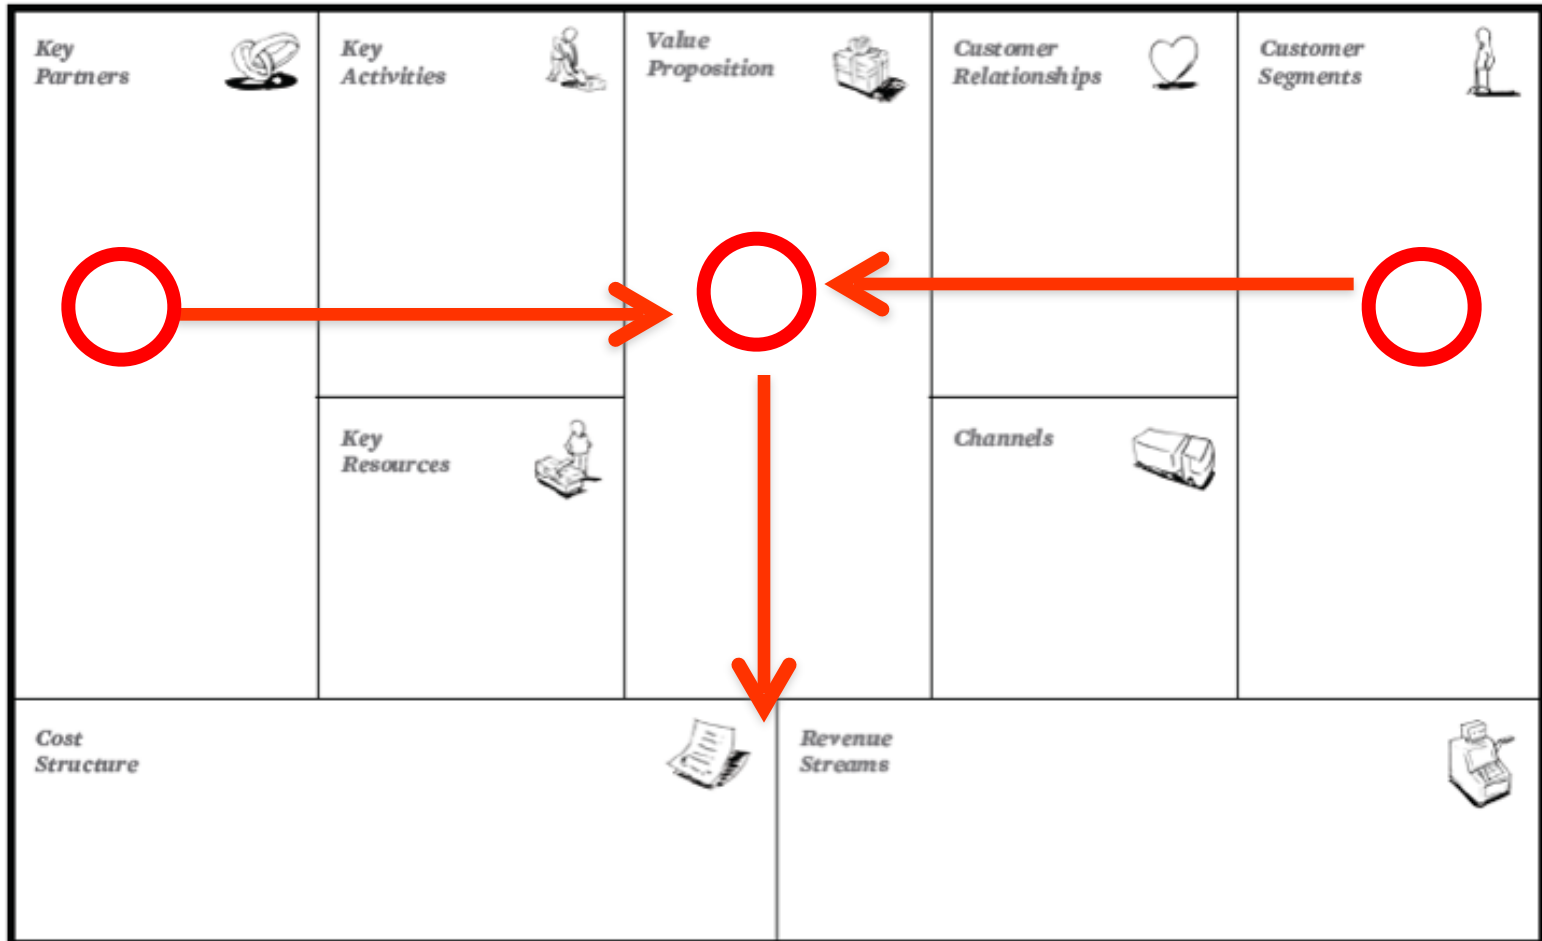 Key
Partners
Key
Activities
Value
Proposition
Customer
Relationships
Customer
Segments
Key
Resources
Channels
Cost
Structure
Revenue
Streams